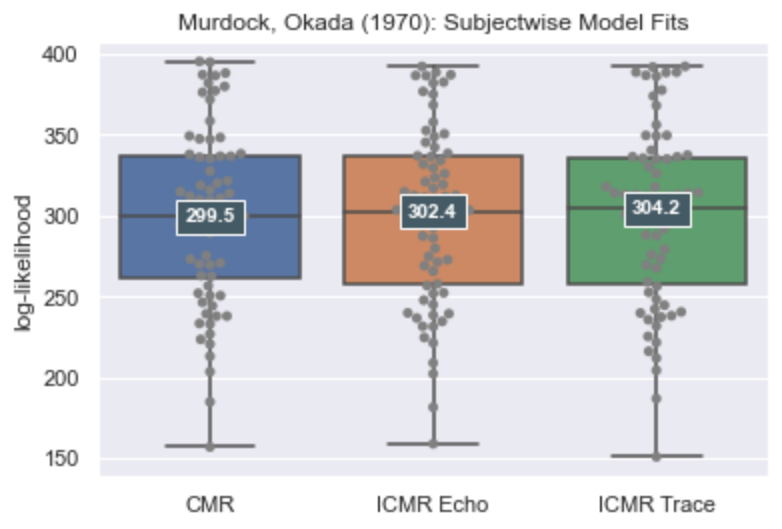 Murdock, Okada (1970): Subjectwise Model Fits
400
350
300
250
200
150
log-likelihood
299.5
302.4
304.2
CMR
ICMR Echo
ICMR Trace